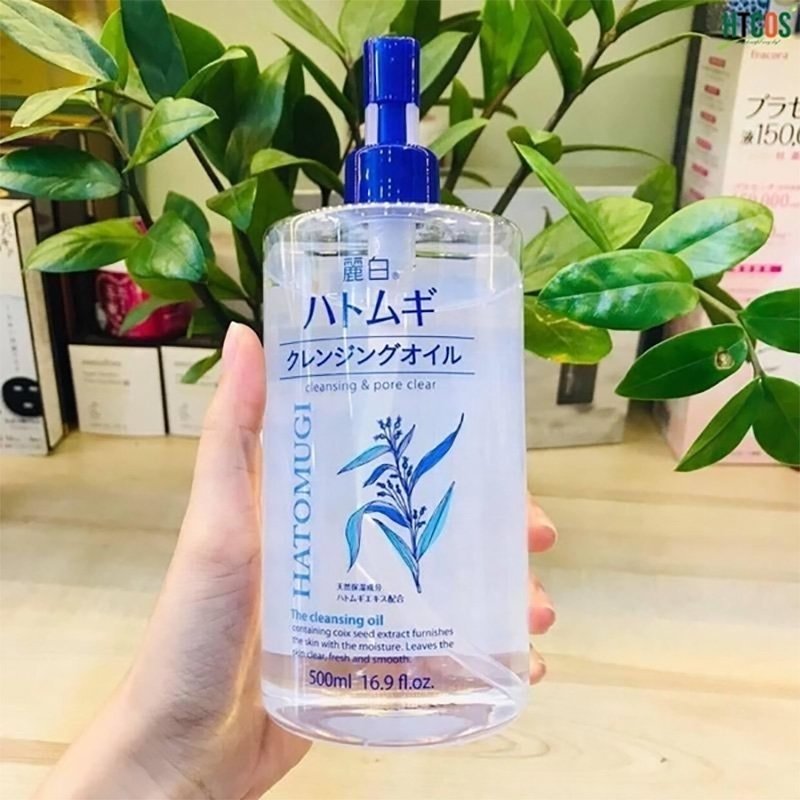 HTCOS
fracora
プラセ
液150,0
麗白®
ハトムギ
クレンジングオイル
cleansing & pore clear
HATOMUGI
天然保湿成分
ハトムギエキス配合
The cleansing oil
containing coix seed extract furnishes
the skin with the moisture. Leaves the
skin clear, fresh and smooth.
500ml 16.9 fl.oz.